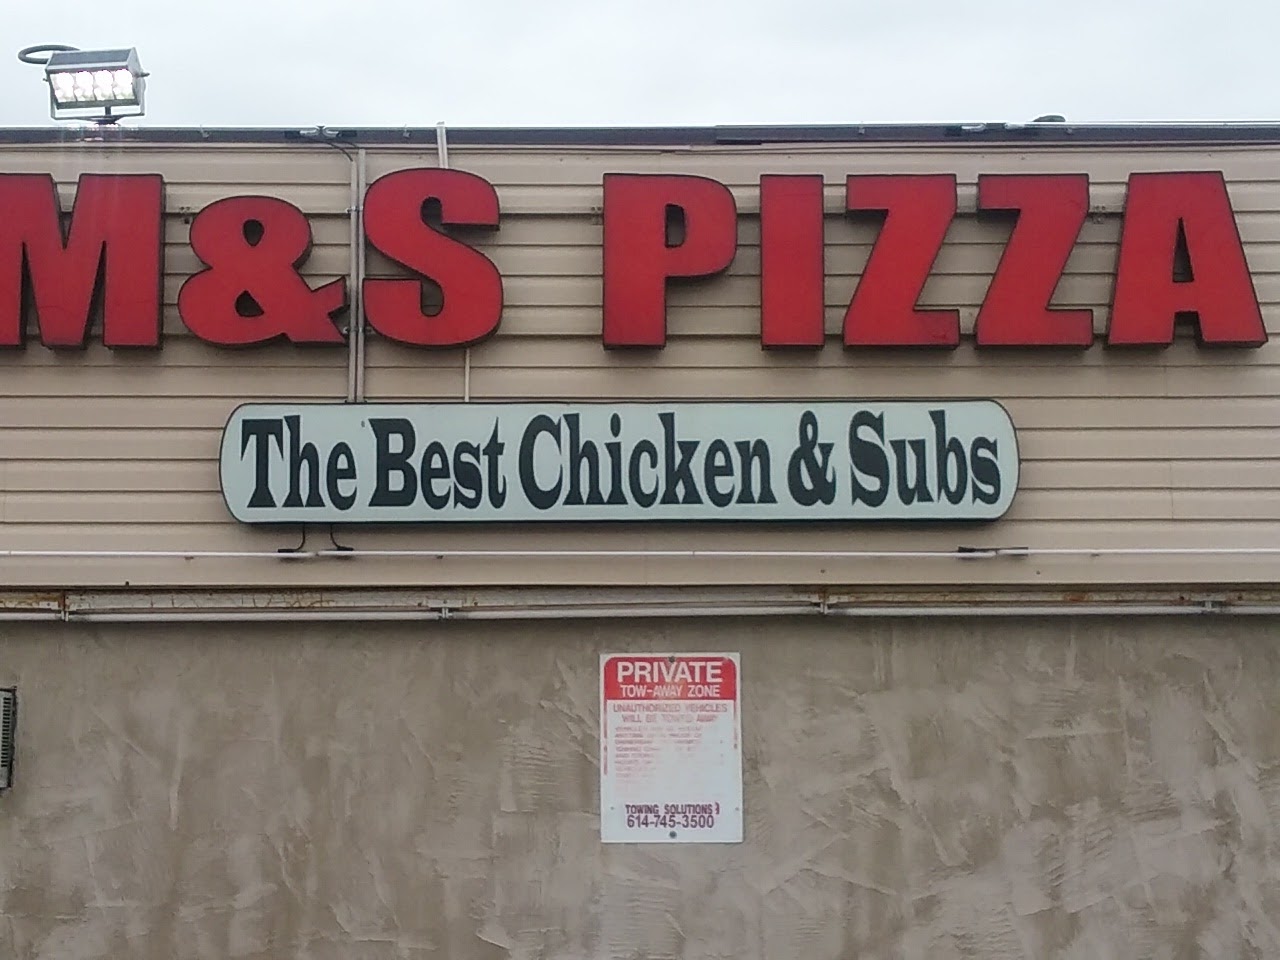 M&S PIZZA
The Best Chicken & Subs
PRIVATE
TOW-AWAY ZONE
UNAUTHORIZED VEHICLES
WILL BE TOWED AWAY
TOWING SOLUTIONS
614-745-3500